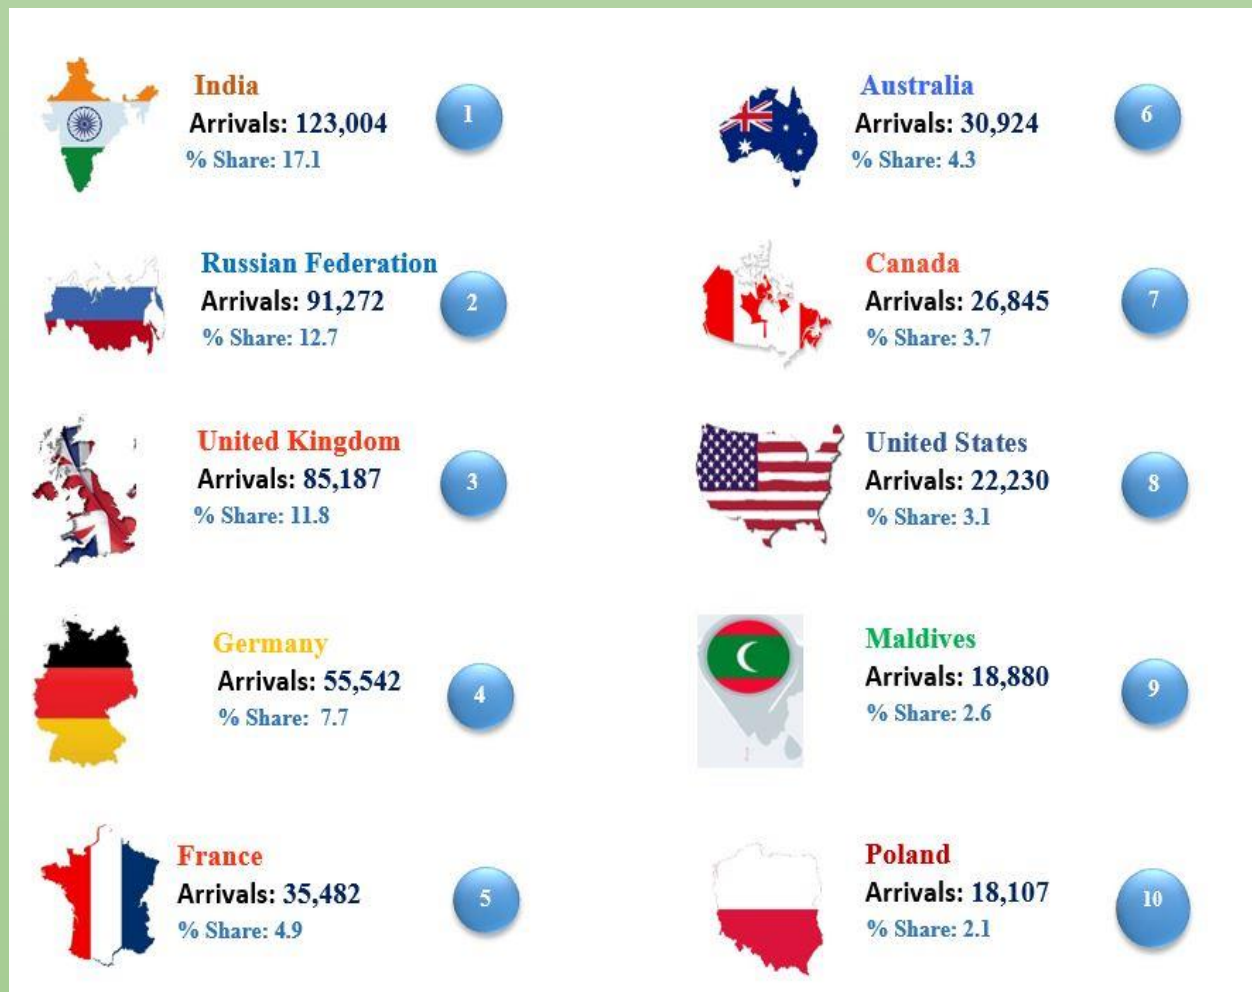 India
Arrivals: 123,004
% Share: 17.1
1
Russian Federation
Arrivals: 91,272
% Share: 12.7
2
United Kingdom
Arrivals: 85,187
% Share: 11.8
3
Germany
Arrivals: 55,542
% Share: 7.7
4
France
Arrivals: 35,482
% Share: 4.9
5
Australia
Arrivals: 30,924
% Share: 4.3
6
Canada
Arrivals: 26,845
% Share: 3.7
7
United States
Arrivals: 22,230
% Share: 3.1
8
Maldives
Arrivals: 18,880
% Share: 2.6
9
Poland
Arrivals: 18,107
% Share: 2.1
10